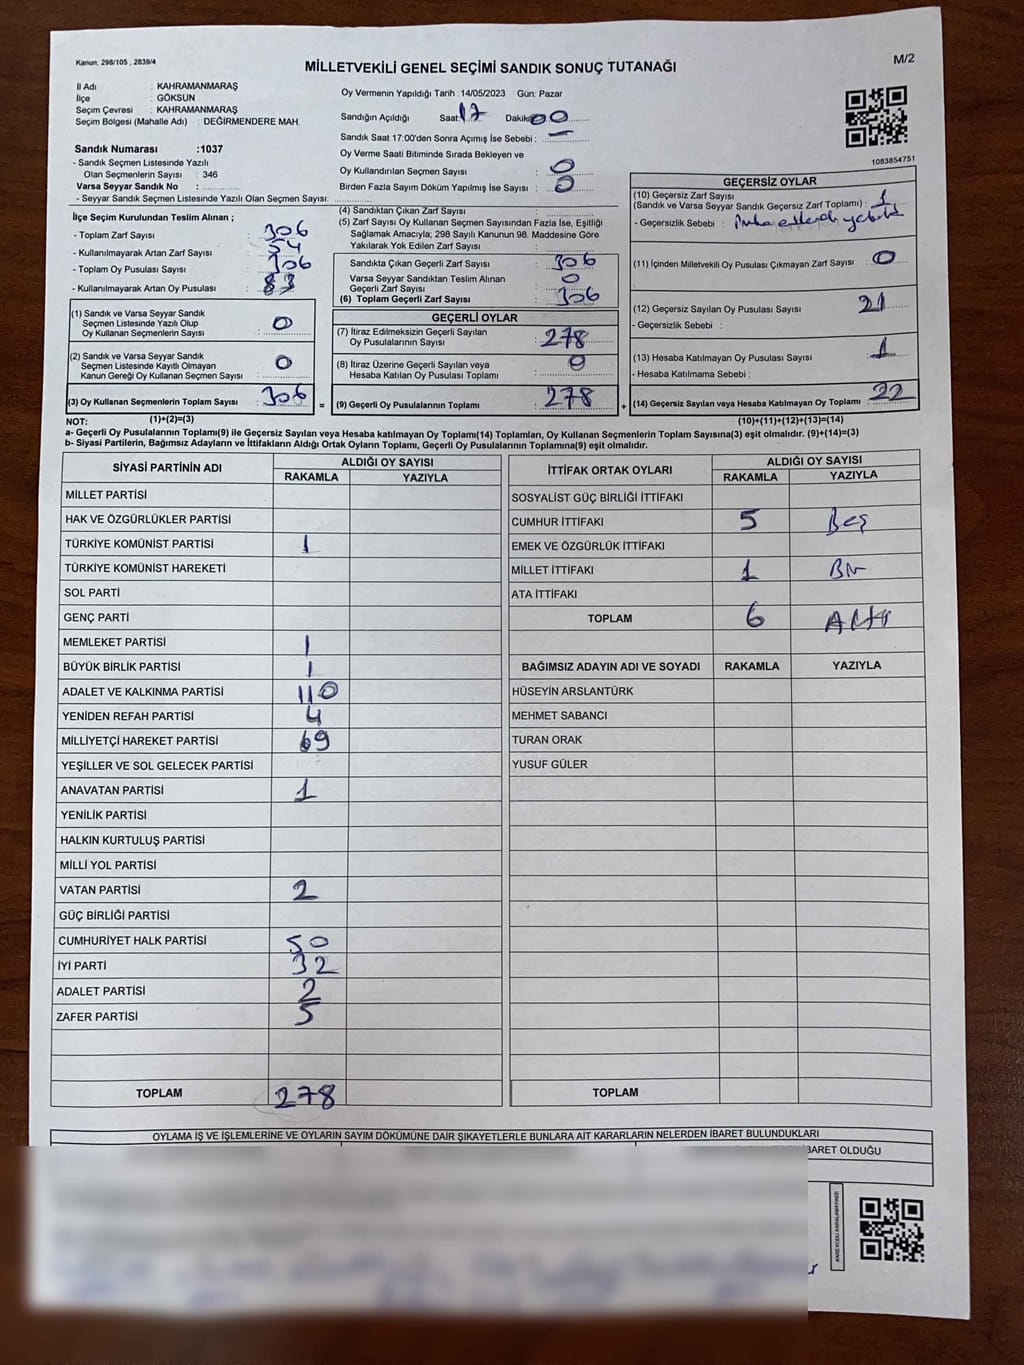 Kanun: 298/105 , 2839/4
M/2
MİLLETVEKİLİ GENEL SEÇİMİ SANDIK SONUÇ TUTANAĞI
İl Adı : KAHRAMANMARAŞ
İlçe : GÖKSUN
Seçim Çevresi : KAHRAMANMARAŞ
Seçim Bölgesi (Mahalle Adı) : DEĞİRMENDERE MAH.
Sandık Numarası :1037
- Sandık Seçmen Listesinde Yazılı
Olan Seçmenlerin Sayısı : 346
Varsa Seyyar Sandık No :
- Seyyar Sandık Listesinde Yazılı Olan Seçmen Sayısı:
İlçe Seçim Kurulundan Teslim Alınan ;
- Toplam Zarf Sayısı : 306
- Kullanılmayarak Artan Zarf Sayısı : 54
- Toplam Oy Pusulası Sayısı : 306
- Kullanılmayarak Artan Oy Pusulası : 83
(1) Sandık ve Varsa Seyyar Sandık
Seçmen Listesinde Yazılı Olup
Oy Kullanan Seçmenlerin Sayısı : 0
(2) Sandık ve Varsa Seyyar Sandık
Seçmen Listesinde Kayıtlı Olmayan
Kanun Gereği Oy Kullanan Seçmen Sayısı : 0
(3) Oy Kullanan Seçmenlerin Toplam Sayısı : 306 =
(1)+(2)=(3)
Oy Vermenin Yapıldığı Tarih : 14/05/2023 Gün: Pazar
Sandığın Açıldığı Saat: 17 Dakika: 00
Sandık Saat 17:00'den Sonra Açımış İse Sebebi : —
Oy Verme Saati Bitiminde Sırada Bekleyen ve
Oy Kullandırılan Seçmen Sayısı : 0
Birden Fazla Sayım Döküm Yapılmış İse Sayısı : 0
(4) Sandıktan Çıkan Zarf Sayısı :
(5) Zarf Sayısı Oy Kullanan Seçmen Sayısından Fazla İse, Eşitliği
Sağlamak Amacıyla; 298 Sayılı Kanunun 98. Maddesine Göre
Yakılarak Yok Edilen Zarf Sayısı :
Sandıkta Çıkan Geçerli Zarf Sayısı : 306
Varsa Seyyar Sandıktan Teslim Alınan
Geçerli Zarf Sayısı : 0
(6) Toplam Geçerli Zarf Sayısı : 306
GEÇERLİ OYLAR
(7) İtiraz Edilmeksizin Geçerli Sayılan
Oy Pusulalarının Sayısı : 278
(8) İtiraz Üzerine Geçerli Sayılan veya
Hesaba Katılan Oy Pusulası Toplamı : 0
(9) Geçerli Oy Pusulalarının Toplamı : 278 +
1083854751
GEÇERSİZ OYLAR
(10) Geçersiz Zarf Sayısı
(Sandık ve Varsa Seyyar Sandık Geçersiz Zarf Toplamı) : 1
- Geçersizlik Sebebi :
(11) İçinden Milletvekili Oy Pusulası Çıkmayan Zarf Sayısı : 0
(12) Geçersiz Sayılan Oy Pusulası Sayısı : 21
- Geçersizlik Sebebi :
(13) Hesaba Katılmayan Oy Pusulası Sayısı : 1
- Hesaba Katılmama Sebebi :
(14) Geçersiz Sayılan veya Hesaba Katılmayan Oy Toplamı : 22
(10)+(11)+(12)+(13)=(14)
NOT:
a- Geçerli Oy Pusulalarının Toplamı(9) ile Geçersiz Sayılan veya Hesaba katılmayan Oy Toplamı(14) Toplamları, Oy Kullanan Seçmenlerin Toplam Sayısına(3) eşit olmalıdır. (9)+(14)=(3)
b- Siyasi Partilerin, Bağımsız Adayların ve İttifakların Aldığı Ortak Oyların Toplamı, Geçerli Oy Pusulalarının Toplamına(9) eşit olmalıdır.
SİYASİ PARTİNİN ADI ALDIĞI OY SAYISI
RAKAMLA YAZIYLA
MİLLET PARTİSİ
HAK VE ÖZGÜRLÜKLER PARTİSİ
TÜRKİYE KOMÜNİST PARTİSİ 1
TÜRKİYE KOMÜNİST HAREKETİ
SOL PARTİ
GENÇ PARTİ
MEMLEKET PARTİSİ 1
BÜYÜK BİRLİK PARTİSİ 1
ADALET VE KALKINMA PARTİSİ 110
YENİDEN REFAH PARTİSİ 4
MİLLİYETÇİ HAREKET PARTİSİ 69
YEŞİLLER VE SOL GELECEK PARTİSİ
ANAVATAN PARTİSİ 1
YENİLİK PARTİSİ
HALKIN KURTULUŞ PARTİSİ
MİLLİ YOL PARTİSİ
VATAN PARTİSİ 2
GÜÇ BİRLİĞİ PARTİSİ
CUMHURİYET HALK PARTİSİ 50
İYİ PARTİ 32
ADALET PARTİSİ 2
ZAFER PARTİSİ 5
TOPLAM 278
İTTİFAK ORTAK OYLARI ALDIĞI OY SAYISI
RAKAMLA YAZIYLA
SOSYALİST GÜÇ BİRLİĞİ İTTİFAKI
CUMHUR İTTİFAKI 5 Beş
EMEK VE ÖZGÜRLÜK İTTİFAKI
MİLLET İTTİFAKI 1 Bir
ATA İTTİFAKI
TOPLAM 6 Altı
BAĞIMSIZ ADAYIN ADI VE SOYADI RAKAMLA YAZIYLA
HÜSEYİN ARSLANTÜRK
MEHMET SABANCI
TURAN ORAK
YUSUF GÜLER
TOPLAM
OYLAMA İŞ VE İŞLEMLERİNE VE OYLARIN SAYIM DÖKÜMÜNE DAİR ŞİKAYETLERLE BUNLARA AİT KARARLARIN NELERDEN İBARET BULUNDUKLARI
BARET OLDUĞU
KARE KODU KARALAMAYINIZ!